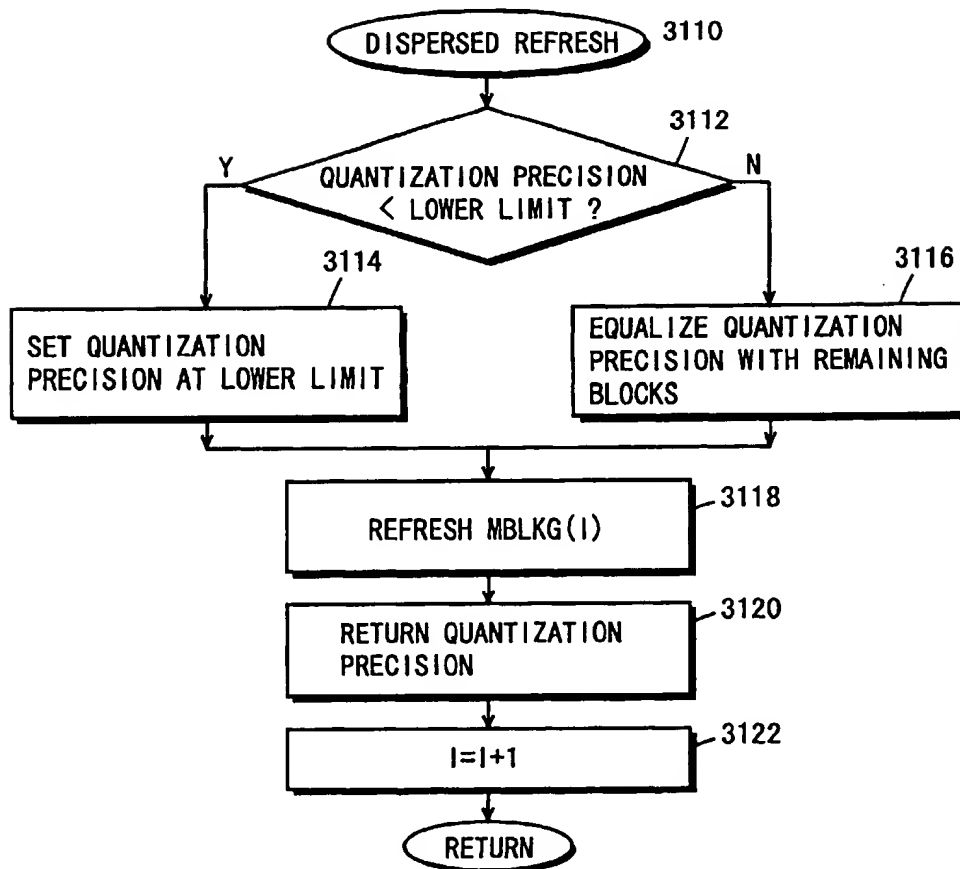 DISPERSED REFRESH
3110
3112
Y
N
QUANTIZATION PRECISION
< LOWER LIMIT ?
3114
3116
SET QUANTIZATION
PRECISION AT LOWER LIMIT
EQUALIZE QUANTIZATION
PRECISION WITH REMAINING
BLOCKS
3118
REFRESH MBLKG(I)
3120
RETURN QUANTIZATION
PRECISION
3122
I=I+1
RETURN